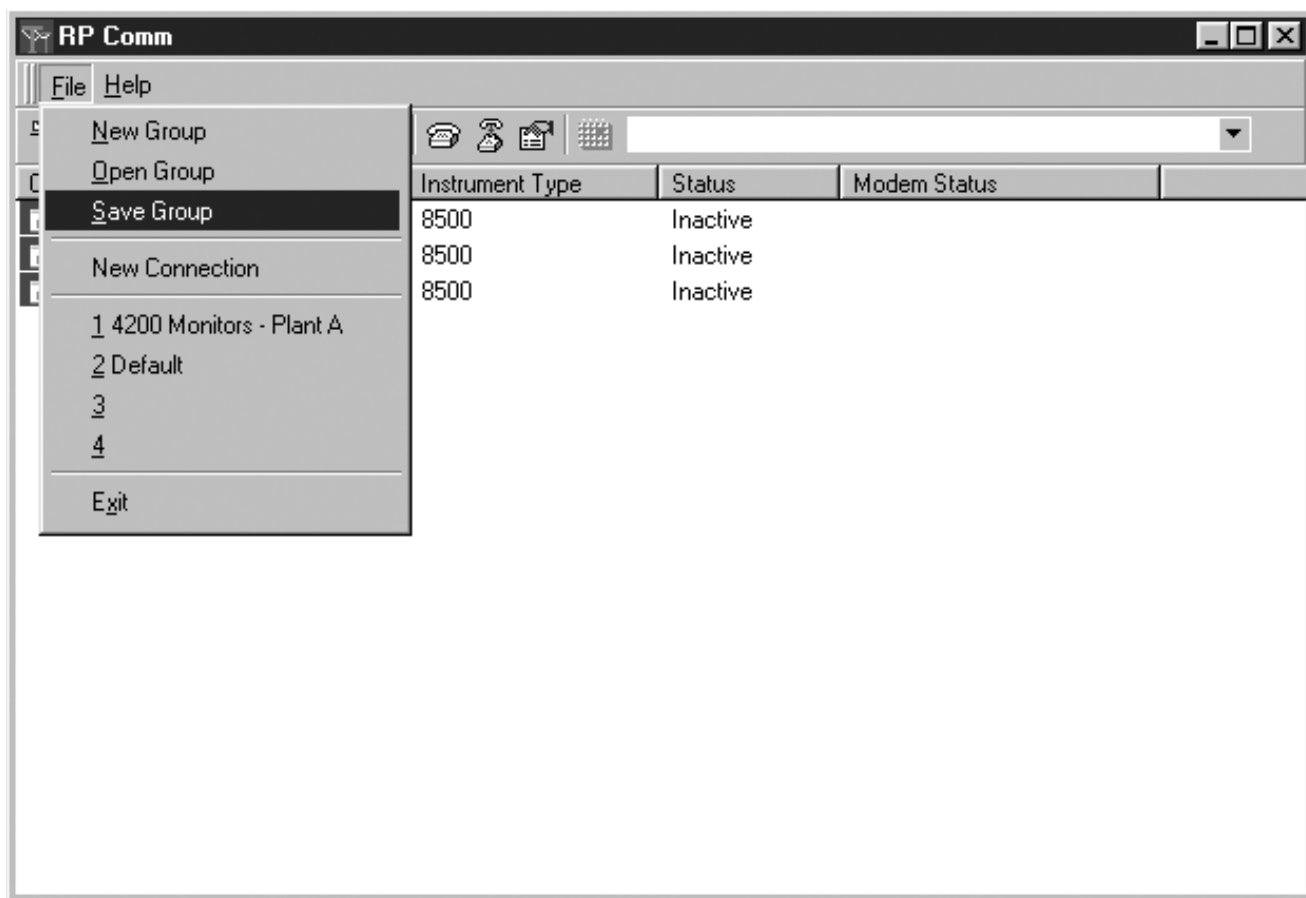 RP Comm
File Help
New Group
Open Group
Save Group
New Connection
1 4200 Monitors - Plant A
2 Default
3
4
Exit
Instrument Type Status Modem Status
8500 Inactive
8500 Inactive
8500 Inactive